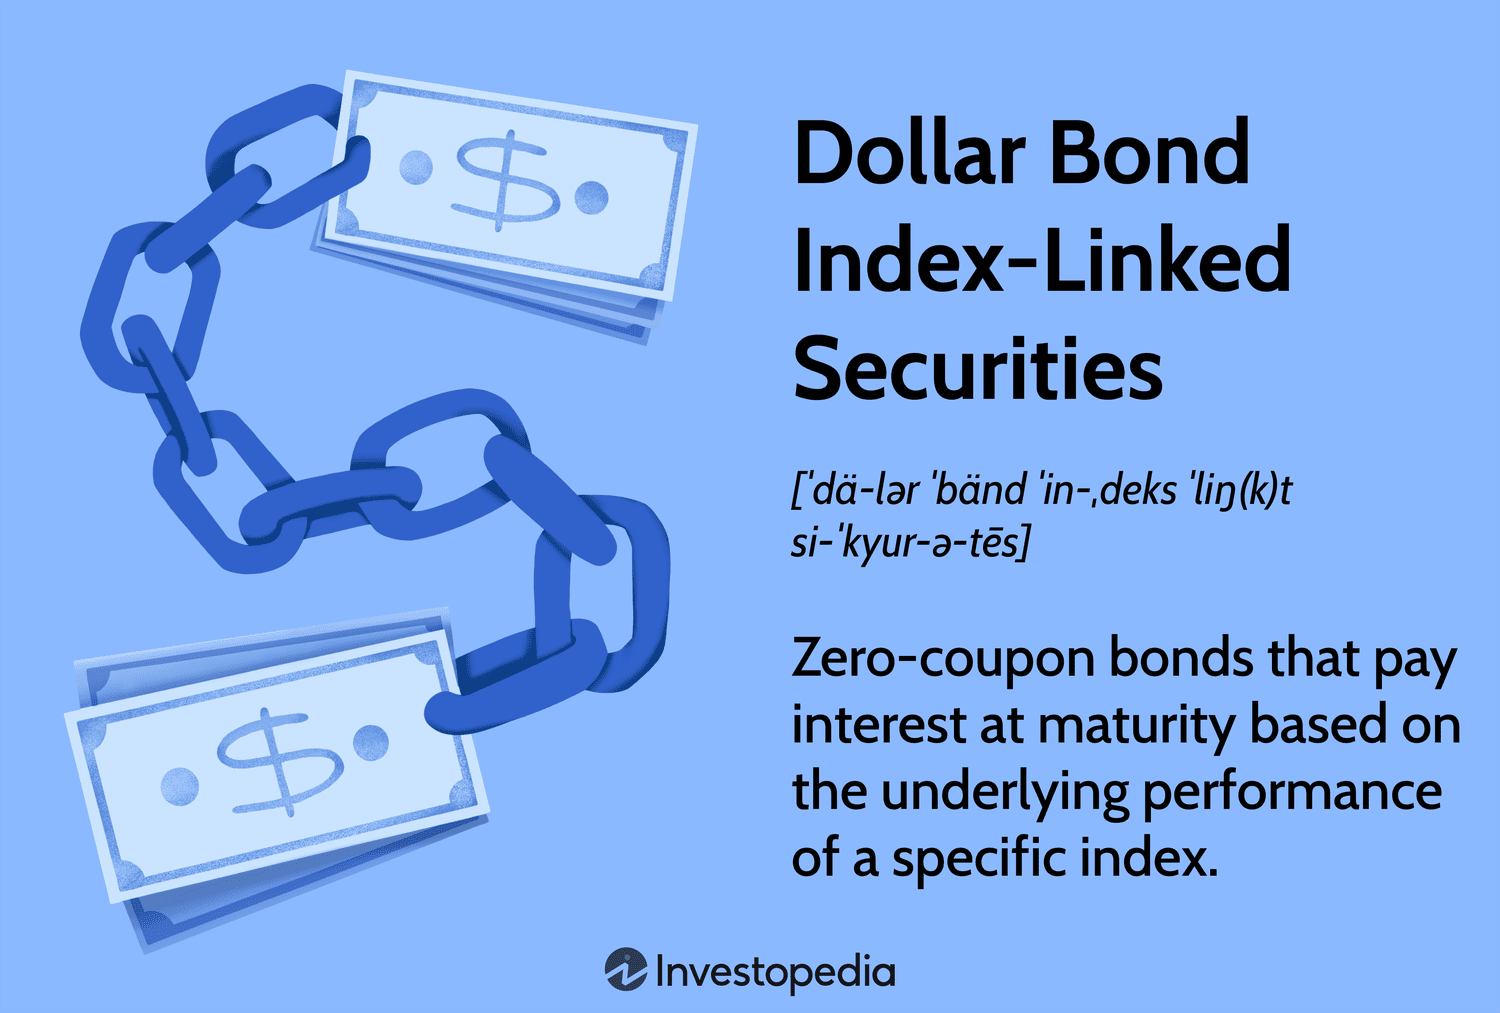 Dollar Bond
Index-Linked
Securities
[ˈdä-lər ˈbänd ˈin-ˌdeks ˈliŋ(k)t
si-ˈkyur-ə-tēs]
Zero-coupon bonds that pay
interest at maturity based on
the underlying performance
of a specific index.
$
$
Investopedia